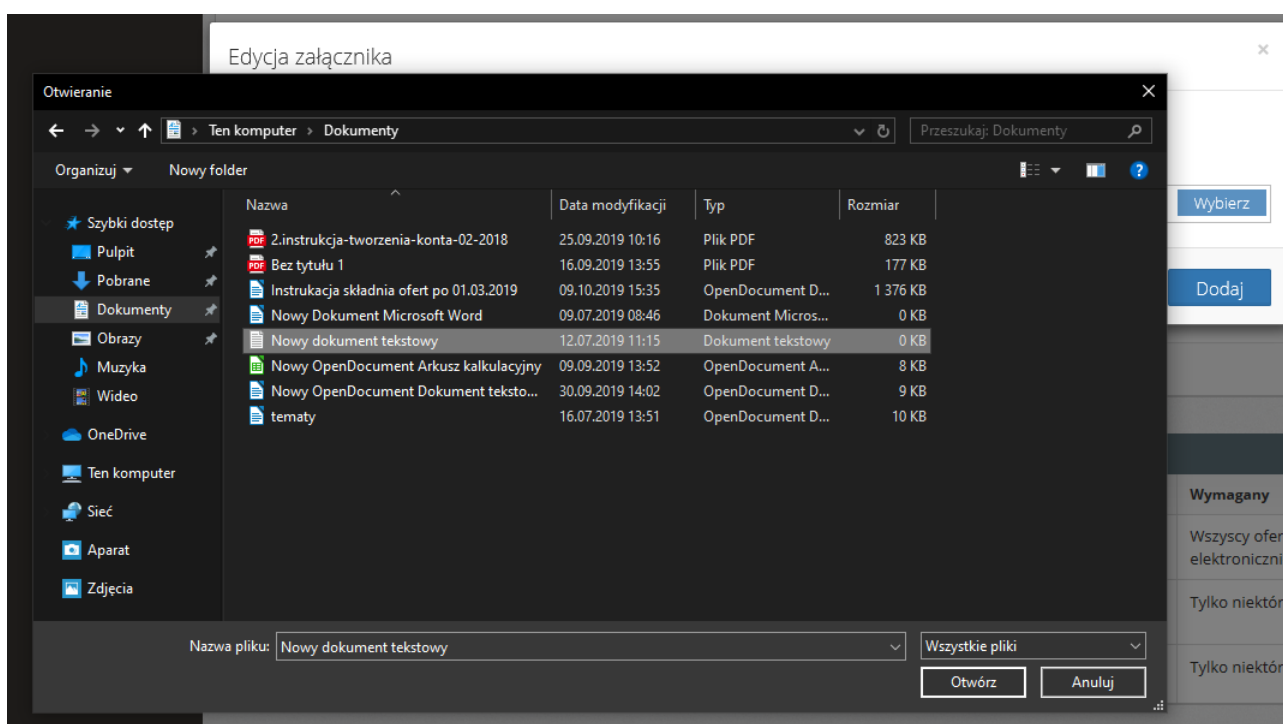 Edycja załącznika
×
Otwieranie
Ten komputer > Dokumenty
Przeszukaj: Dokumenty
Organizuj
Nowy folder
Wybierz
Nazwa Data modyfikacji Typ Rozmiar
Szybki dostęp
Pulpit
Pobrane
Dokumenty
Obrazy
Muzyka
Wideo
OneDrive
Ten komputer
Sieć
Aparat
Zdjęcia
PDF 2.instrukcja-tworzenia-konta-02-2018 25.09.2019 10:16 Plik PDF 823 KB
PDF Bez tytułu 1 16.09.2019 13:55 Plik PDF 177 KB
Instrukacja składnia ofert po 01.03.2019 09.10.2019 15:35 OpenDocument D... 1 376 KB
Nowy Dokument Microsoft Word 09.07.2019 08:46 Dokument Micros... 0 KB
Nowy dokument tekstowy 12.07.2019 11:15 Dokument tekstowy 0 KB
Nowy OpenDocument Arkusz kalkulacyjny 09.09.2019 13:52 OpenDocument A... 8 KB
Nowy OpenDocument Dokument teksto... 30.09.2019 14:02 OpenDocument D... 9 KB
tematy 16.07.2019 13:51 OpenDocument D... 10 KB
Dodaj
Wymagany
Wszyscy ofer
elektroniczni
Tylko niektór
Tylko niektór
Nazwa pliku: Nowy dokument tekstowy
Wszystkie pliki
Otwórz
Anuluj